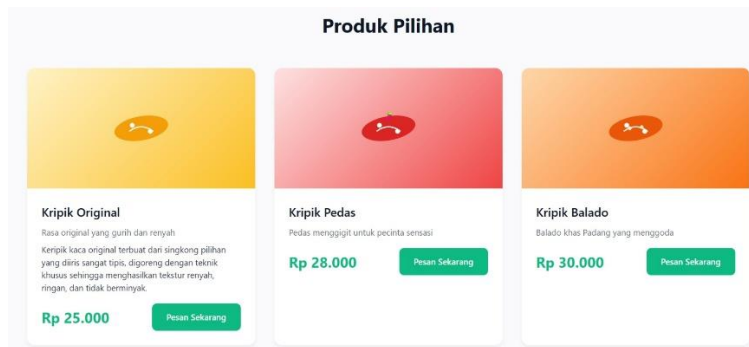 Produk Pilihan
Kripik Original
Rasa original yang gurih dan renyah
Keripik kaca original terbuat dari singkong pilihan
yang diiris sangat tipis, digoreng dengan teknik
khusus sehingga menghasilkan tekstur renyah,
ringan, dan tidak berminyak.
Rp 25.000
Pesan Sekarang
Kripik Pedas
Pedas menggigit untuk pecinta sensasi
Rp 28.000
Pesan Sekarang
Kripik Balado
Balado khas Padang yang menggoda
Rp 30.000
Pesan Sekarang